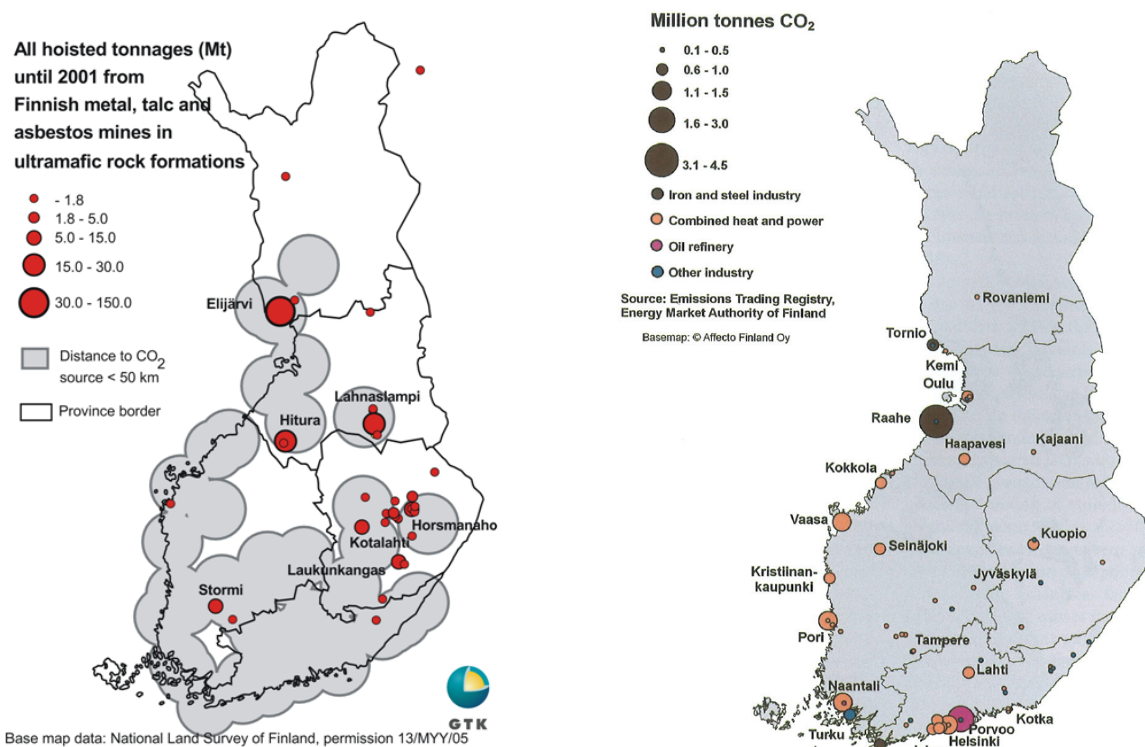 All hoisted tonnages (Mt)
until 2001 from
Finnish metal, talc and
asbestos mines in
ultramafic rock formations
- 1.8
1.8 - 5.0
5.0 - 15.0
15.0 - 30.0
30.0 - 150.0
Distance to CO2
source < 50 km
Province border
Elijärvi
Lahnaslampi
Hitura
Horsmanaho
Kotalahti
Laukunkangas
Stormi
GTK
Base map data: National Land Survey of Finland, permission 13/MYY/05
Million tonnes CO2
0.1 - 0.5
0.6 - 1.0
1.1 - 1.5
1.6 - 3.0
3.1 - 4.5
Iron and steel industry
Combined heat and power
Oil refinery
Other industry
Source: Emissions Trading Registry,
Energy Market Authority of Finland
Basemap: © Affecto Finland Oy
Rovaniemi
Tornio
Kemi
Oulu
Raahe
Haapavesi
Kajaani
Kokkola
Vaasa
Seinäjoki
Kuopio
Kristiinan-
kaupunki
Jyväskylä
Pori
Tampere
Lahti
Naantali
Kotka
Turku
Porvoo
Helsinki